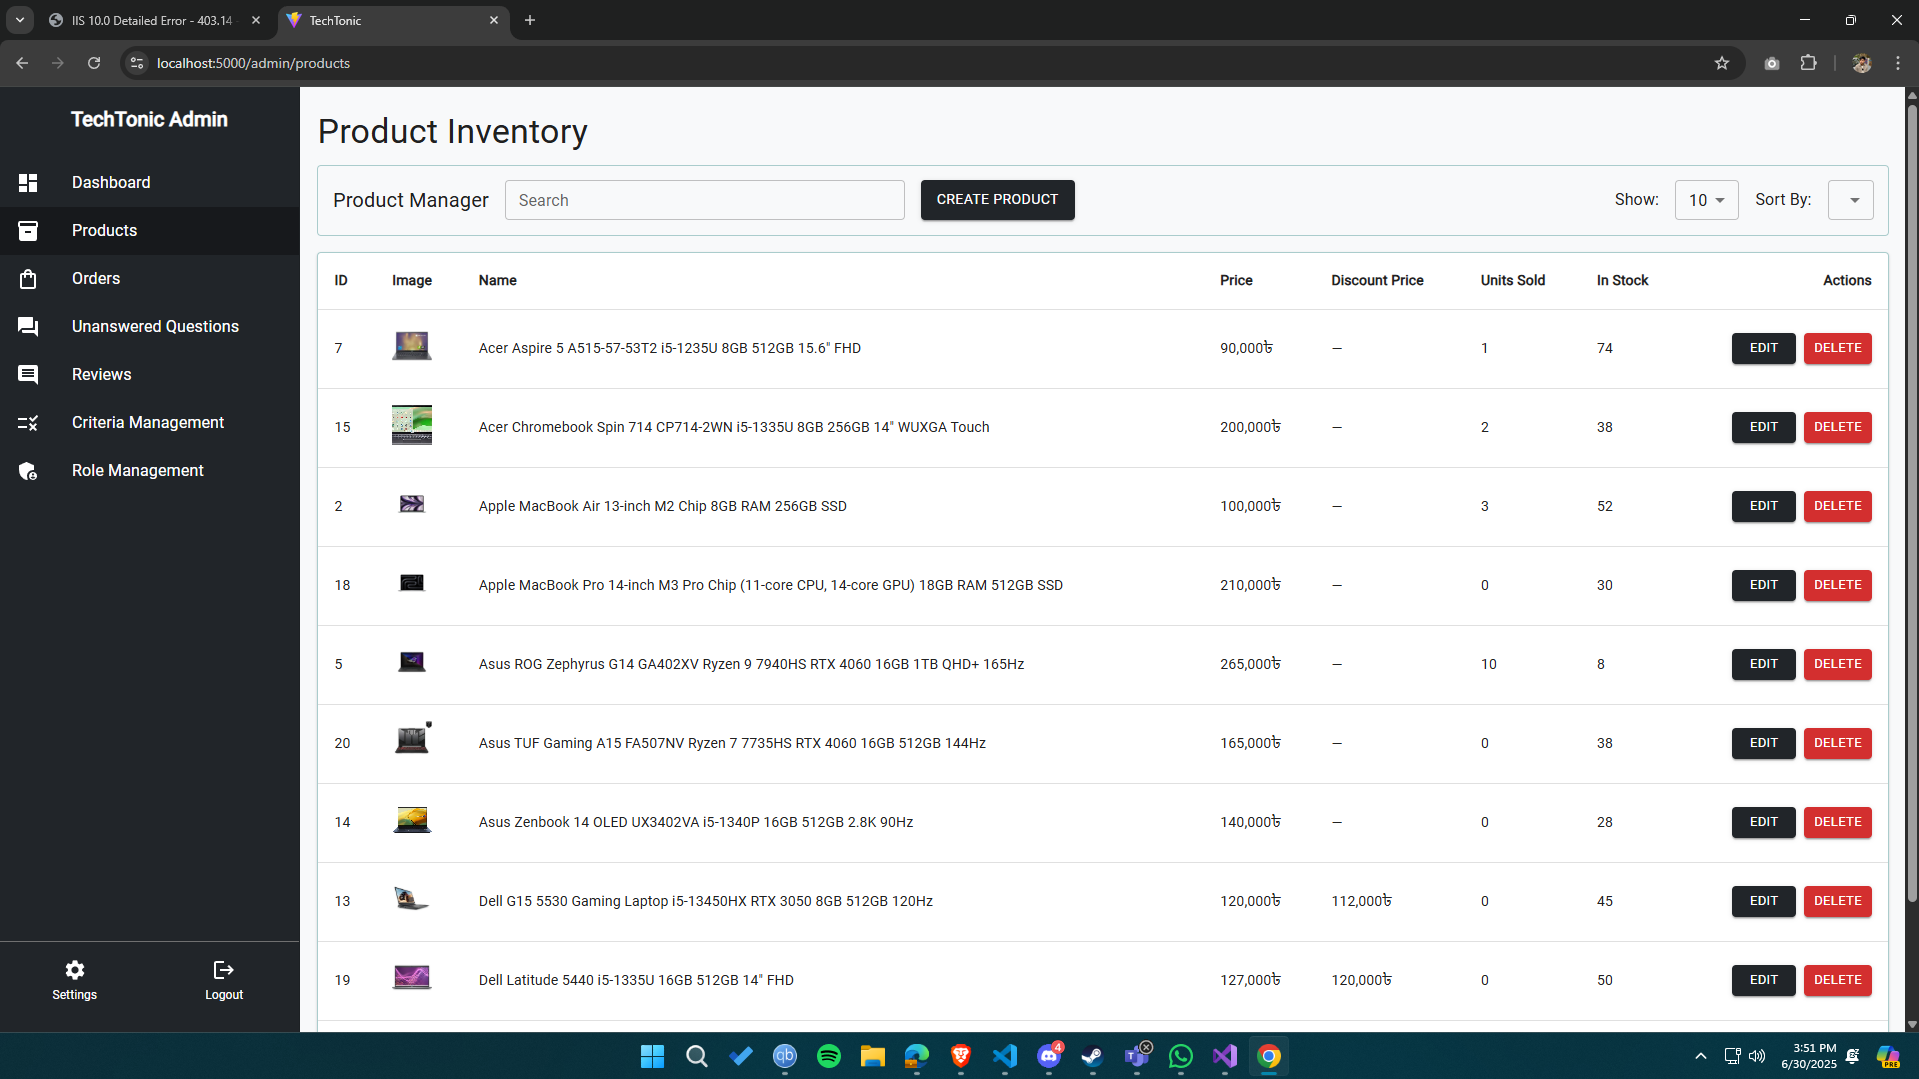 IIS 10.0 Detailed Error - 403.14
TechTonic
localhost:5000/admin/products
TechTonic Admin
Dashboard
Products
Orders
Unanswered Questions
Reviews
Criteria Management
Role Management
Settings
Logout
Product Inventory
Product Manager
Search
CREATE PRODUCT
Show: 10 Sort By:
ID Image Name Price Discount Price Units Sold In Stock Actions
7 Acer Aspire 5 A515-57-53T2 i5-1235U 8GB 512GB 15.6" FHD 90,000৳ — 1 74 EDIT DELETE
15 Acer Chromebook Spin 714 CP714-2WN i5-1335U 8GB 256GB 14" WUXGA Touch 200,000৳ — 2 38 EDIT DELETE
2 Apple MacBook Air 13-inch M2 Chip 8GB RAM 256GB SSD 100,000৳ — 3 52 EDIT DELETE
18 Apple MacBook Pro 14-inch M3 Pro Chip (11-core CPU, 14-core GPU) 18GB RAM 512GB SSD 210,000৳ — 0 30 EDIT DELETE
5 Asus ROG Zephyrus G14 GA402XV Ryzen 9 7940HS RTX 4060 16GB 1TB QHD+ 165Hz 265,000৳ — 10 8 EDIT DELETE
20 Asus TUF Gaming A15 FA507NV Ryzen 7 7735HS RTX 4060 16GB 512GB 144Hz 165,000৳ — 0 38 EDIT DELETE
14 Asus Zenbook 14 OLED UX3402VA i5-1340P 16GB 512GB 2.8K 90Hz 140,000৳ — 0 28 EDIT DELETE
13 Dell G15 5530 Gaming Laptop i5-13450HX RTX 3050 8GB 512GB 120Hz 120,000৳ 112,000৳ 0 45 EDIT DELETE
19 Dell Latitude 5440 i5-1335U 16GB 512GB 14" FHD 127,000৳ 120,000৳ 0 50 EDIT DELETE
qb
4
3:51 PM
6/30/2025
PRE